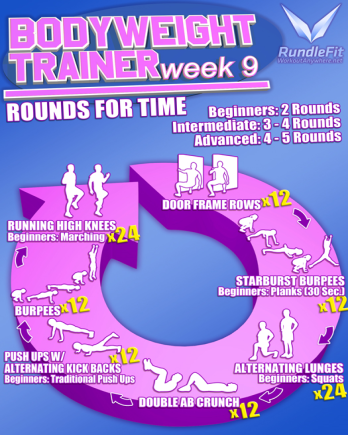 BODYWEIGHT
TRAINER week 9
RundleFit
WorkoutAnywhere.net
ROUNDS FOR TIME
Beginners: 2 Rounds
Intermediate: 3 - 4 Rounds
Advanced: 4 - 5 Rounds
DOOR FRAME ROWS x12
STARBURST BURPEES
Beginners: Planks (30 Sec.)
x12
ALTERNATING LUNGES
Beginners: Squats
x24
DOUBLE AB CRUNCH x12
PUSH UPS W/ x12
ALTERNATING KICK BACKS
Beginners: Traditional Push Ups
BURPEES x12
RUNNING HIGH KNEES
Beginners: Marching x24